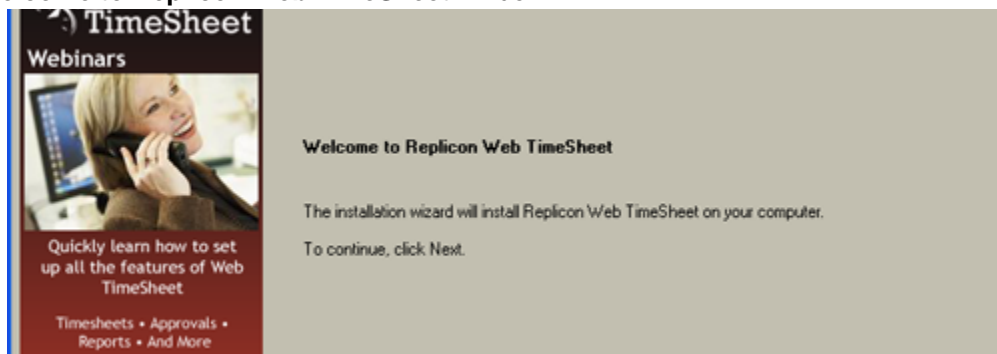 TimeSheet
Webinars
Quickly learn how to set
up all the features of Web
TimeSheet
Timesheets • Approvals •
Reports • And More
Welcome to Replicon Web TimeSheet
The installation wizard will install Replicon Web TimeSheet on your computer.
To continue, click Next.